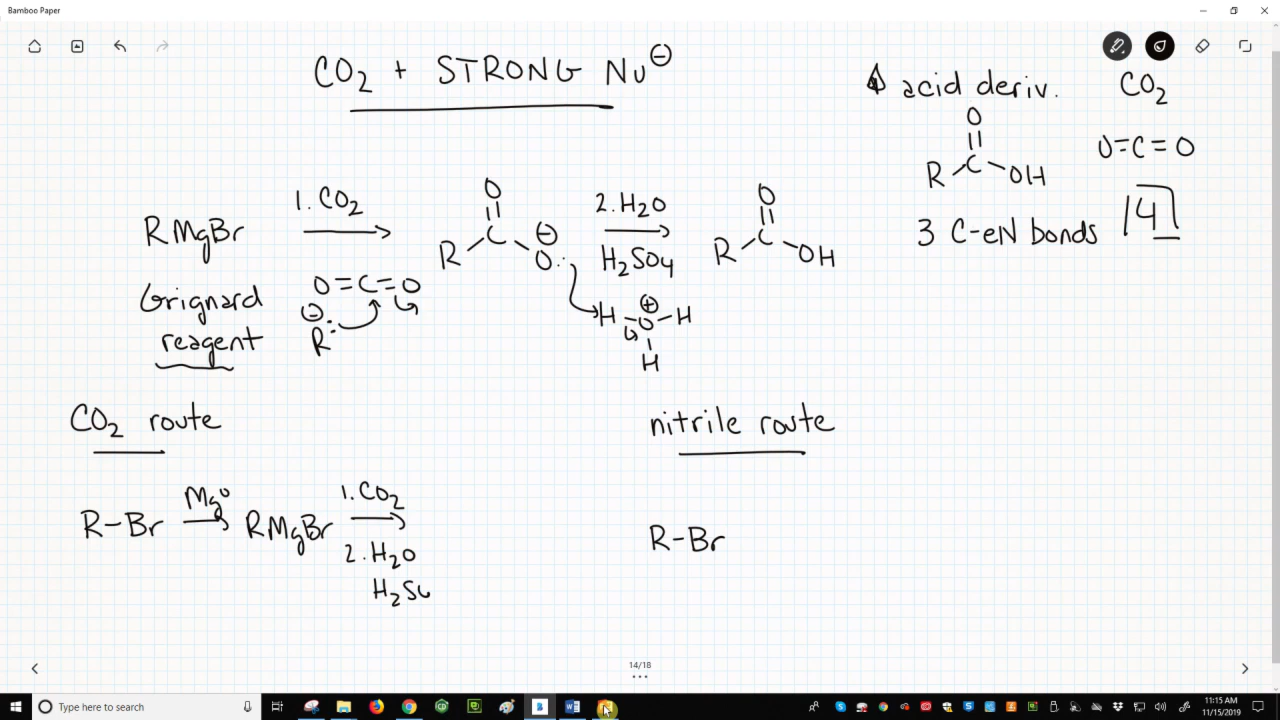 Bamboo Paper
CO2 + STRONG Nu⊖
acid deriv. CO2
O
R C OH
O=C=O
3 C-eN bonds 4
RMgBr
1. CO2
O
R C O ⊖
2. H2O
H2SO4
O
R C OH
Grignard
reagent
O=C=O
⊖
R:
⊕
H-O-H
H
CO2 route
nitrile route
R-Br Mg° RMgBr 1. CO2
2. H2O
H2SO
R-Br
14/18
Type here to search
11:15 AM
11/15/2019